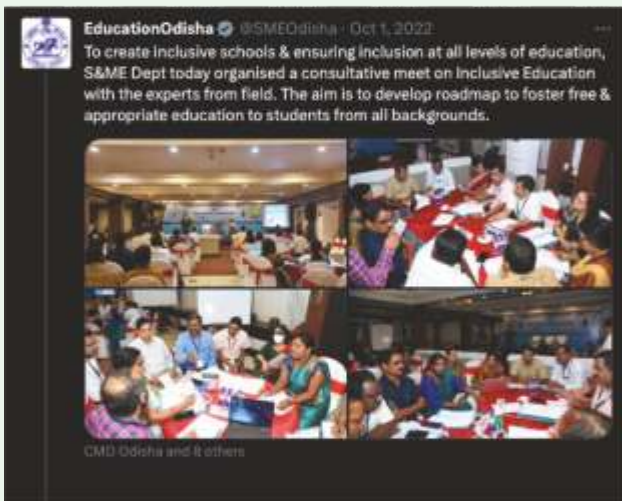 EducationOdisha @SMEOdisha · Oct 1, 2022
To create inclusive schools & ensuring inclusion at all levels of education,
S&ME Dept today organised a consultative meet on Inclusive Education
with the experts from field. The aim is to develop roadmap to foster free &
appropriate education to students from all backgrounds.
CMO Odisha and 8 others